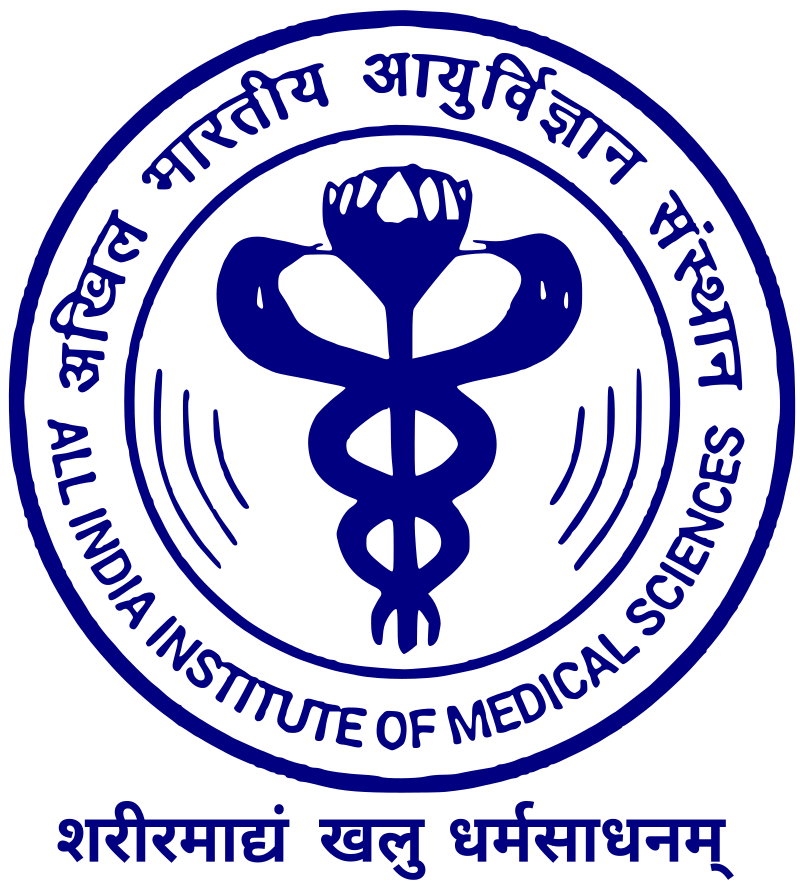 अखिल भारतीय आयुर्विज्ञान संस्थान
ALL INDIA INSTITUTE OF MEDICAL SCIENCES
शरीरमाद्यं खलु धर्मसाधनम्